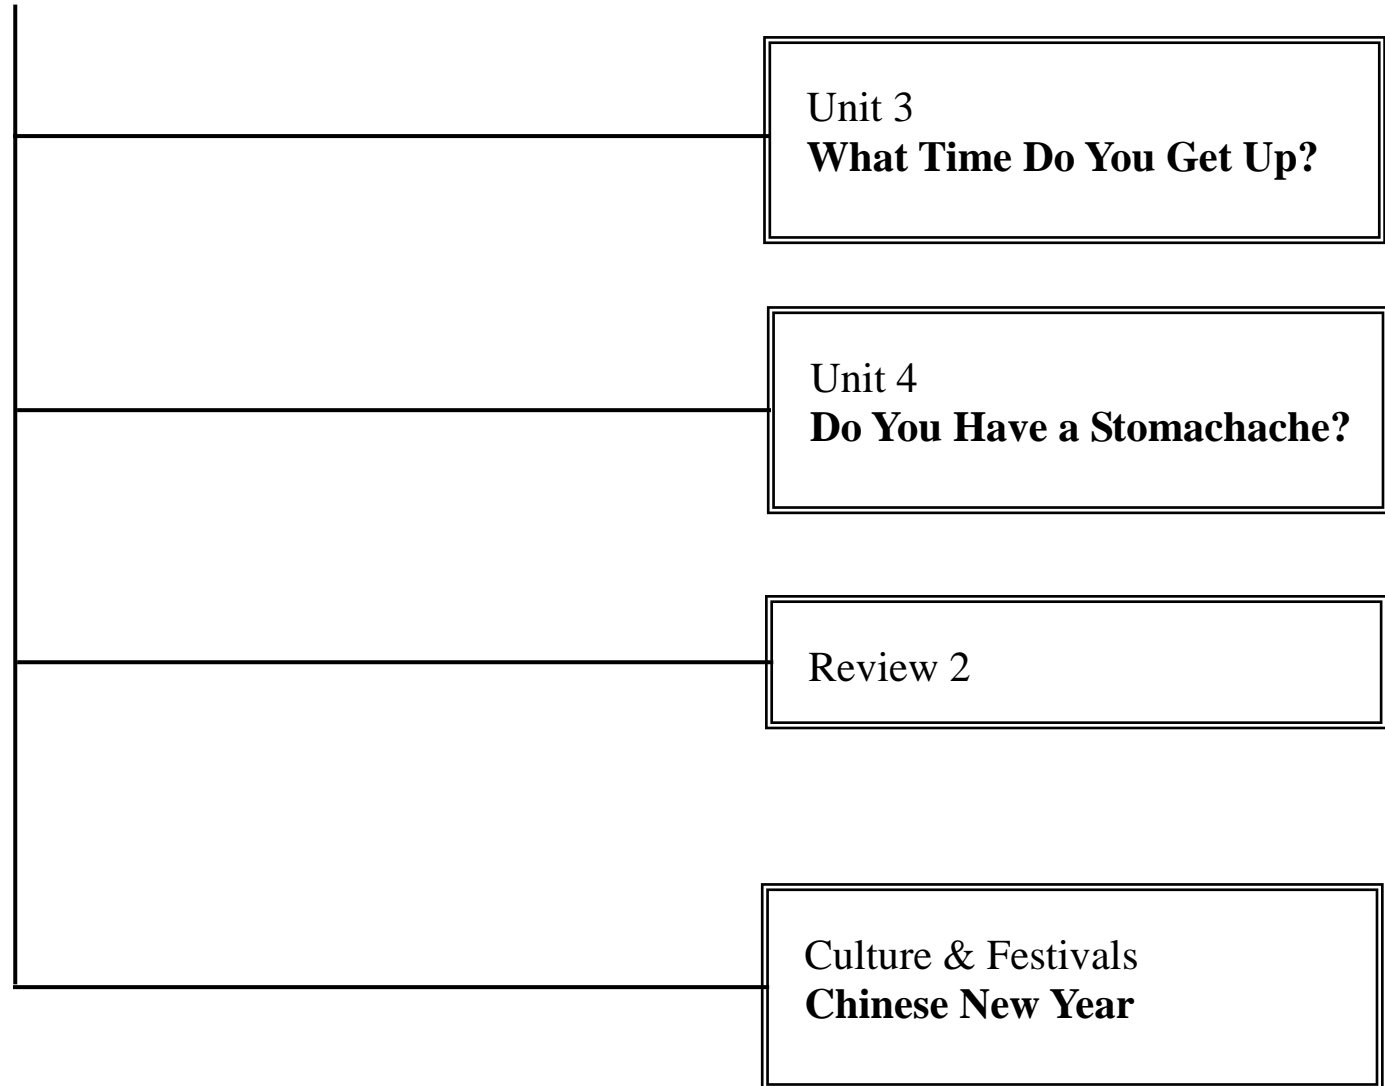 Unit 3
What Time Do You Get Up?
Unit 4
Do You Have a Stomachache?
Review 2
Culture & Festivals
Chinese New Year